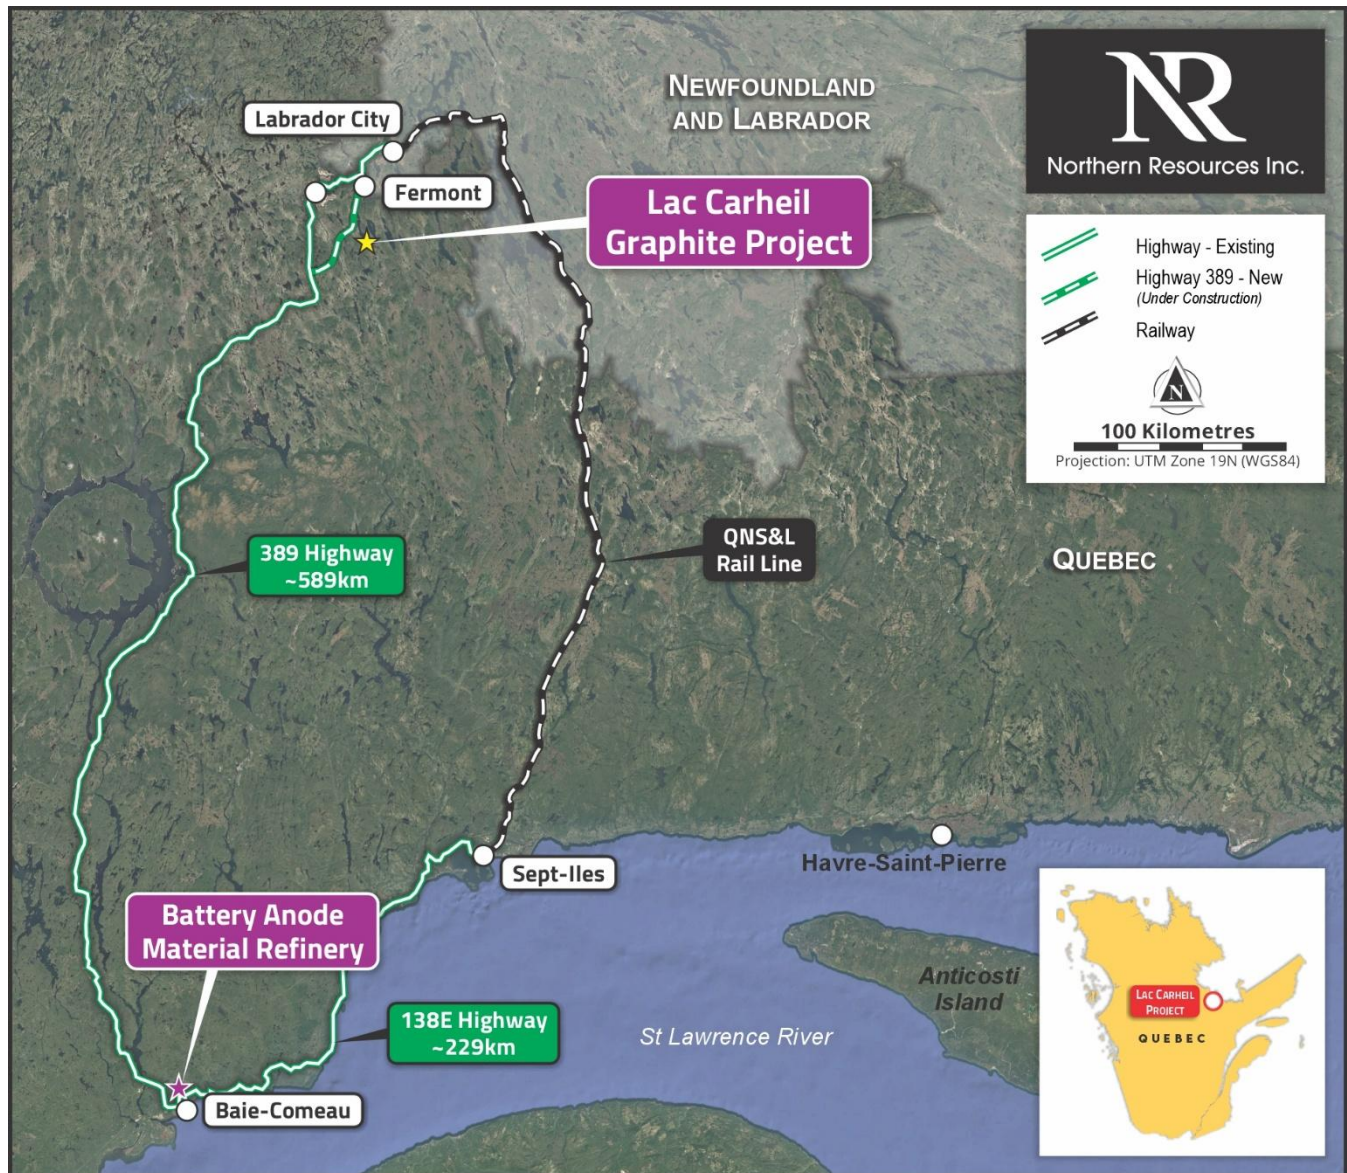 NEWFOUNDLAND
AND LABRADOR
NR
Northern Resources Inc.
Labrador City
Fermont
Lac Carheil
Graphite Project
Highway - Existing
Highway 389 - New
(Under Construction)
Railway
N
100 Kilometres
Projection: UTM Zone 19N (WGS84)
389 Highway
~589km
QNS&L
Rail Line
QUEBEC
Sept-Iles
Havre-Saint-Pierre
Battery Anode
Material Refinery
Anticosti
Island
138E Highway
~229km
St Lawrence River
Baie-Comeau
LAC CARHEIL
PROJECT
QUEBEC